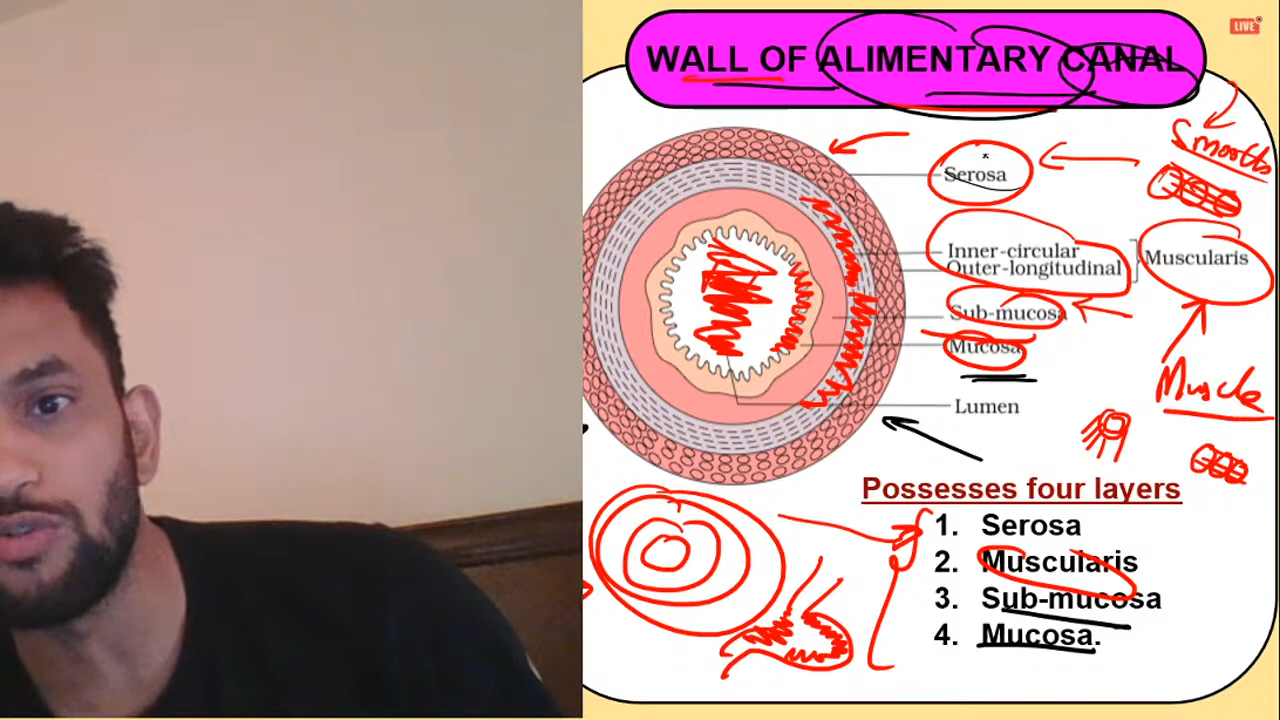 WALL OF ALIMENTARY CANAL
LIVE
Smooth
Serosa
Inner-circular
Outer-longitudinal
Muscularis
Sub-mucosa
Mucosa
Muscle
Lumen
Possesses four layers
1. Serosa
2. Muscularis
3. Sub-mucosa
4. Mucosa.